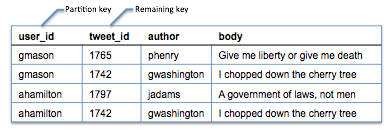 Partition key Remaining key
user_id tweet_id author body
gmason 1765 phenry Give me liberty or give me death
gmason 1742 gwashington I chopped down the cherry tree
ahamilton 1797 jadams A government of laws, not men
ahamilton 1742 gwashington I chopped down the cherry tree